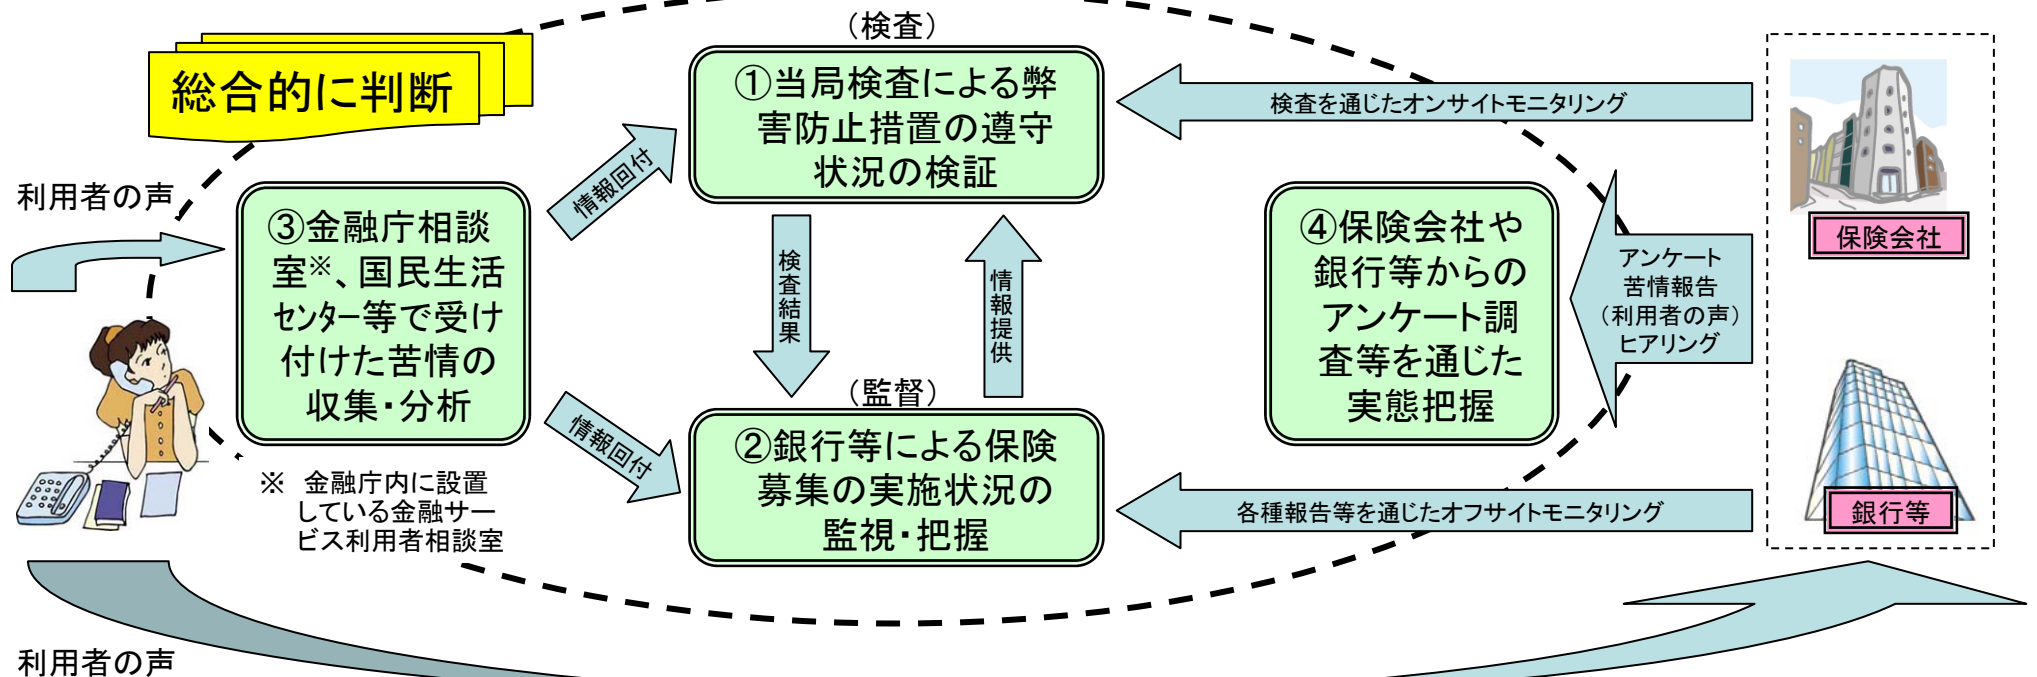 （検査）
総合的に判断
①当局検査による弊
害防止措置の遵守
状況の検証
検査を通じたオンサイトモニタリング
情報回付
利用者の声
③金融庁相談
室※、国民生活
センター等で受け
付けた苦情の
収集・分析
検査結果
情報提供
④保険会社や
銀行等からの
アンケート調
査等を通じた
実態把握
アンケート
苦情報告
（利用者の声）
ヒアリング
保険会社
（監督）
情報回付
②銀行等による保険
募集の実施状況の
監視・把握
各種報告等を通じたオフサイトモニタリング
銀行等
※　金融庁内に設置
している金融サー
ビス利用者相談室
利用者の声